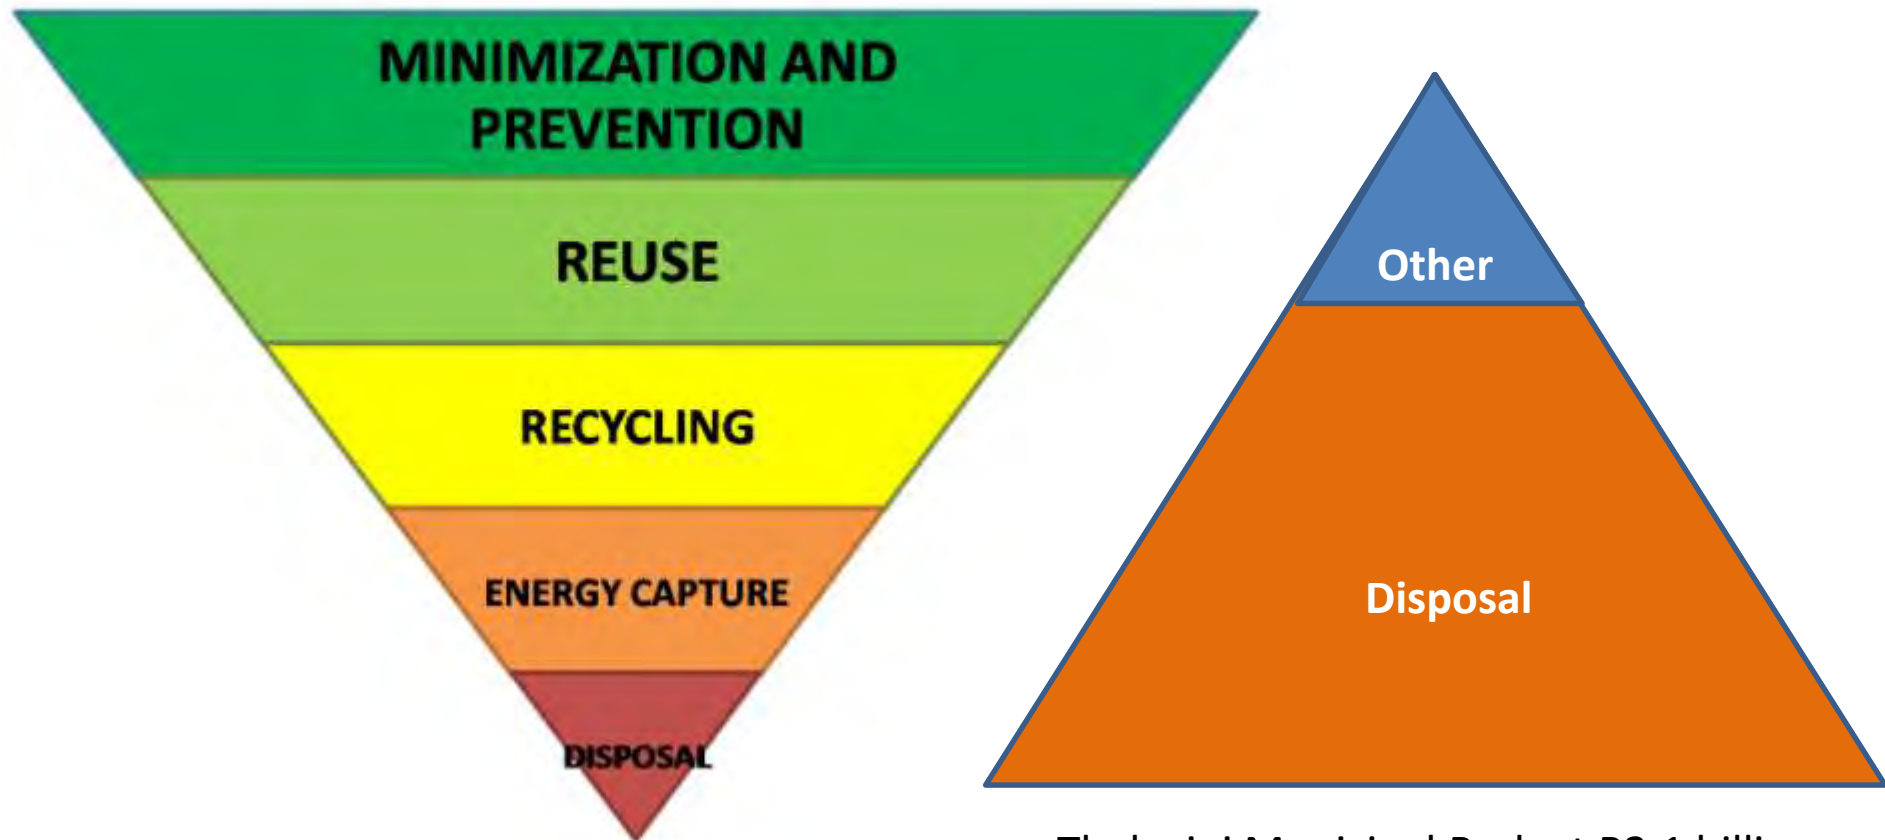 MINIMIZATION AND
PREVENTION
REUSE
RECYCLING
ENERGY CAPTURE
DISPOSAL
Other
Disposal